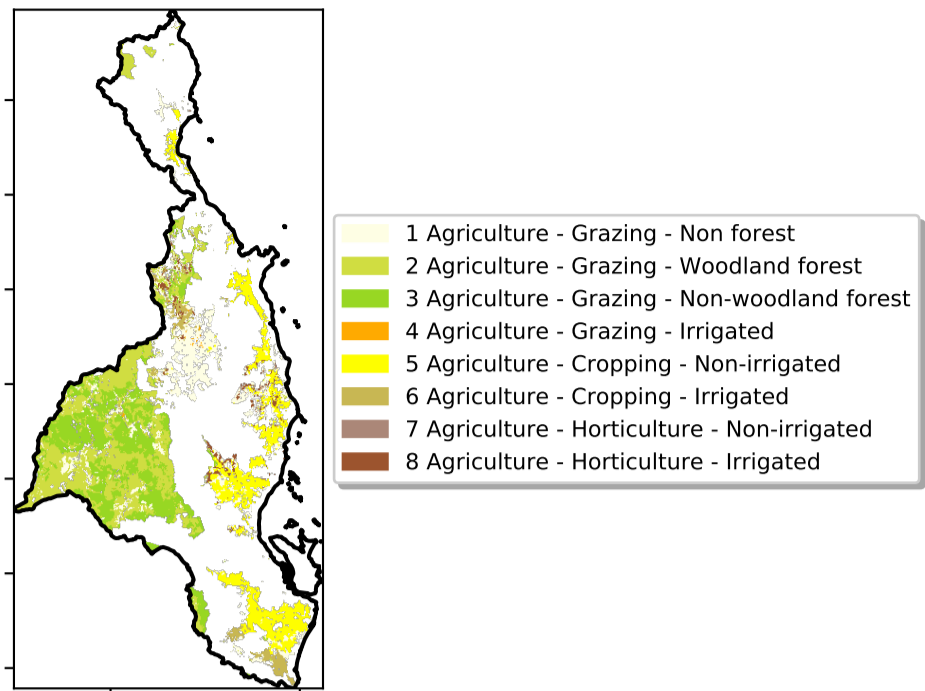 1 Agriculture - Grazing - Non forest
2 Agriculture - Grazing - Woodland forest
3 Agriculture - Grazing - Non-woodland forest
4 Agriculture - Grazing - Irrigated
5 Agriculture - Cropping - Non-irrigated
6 Agriculture - Cropping - Irrigated
7 Agriculture - Horticulture - Non-irrigated
8 Agriculture - Horticulture - Irrigated